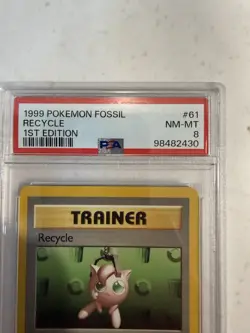 1999 POKEMON FOSSIL #61
RECYCLE NM-MT
1ST EDITION PSA 8
98482430
TRAINER
Recycle